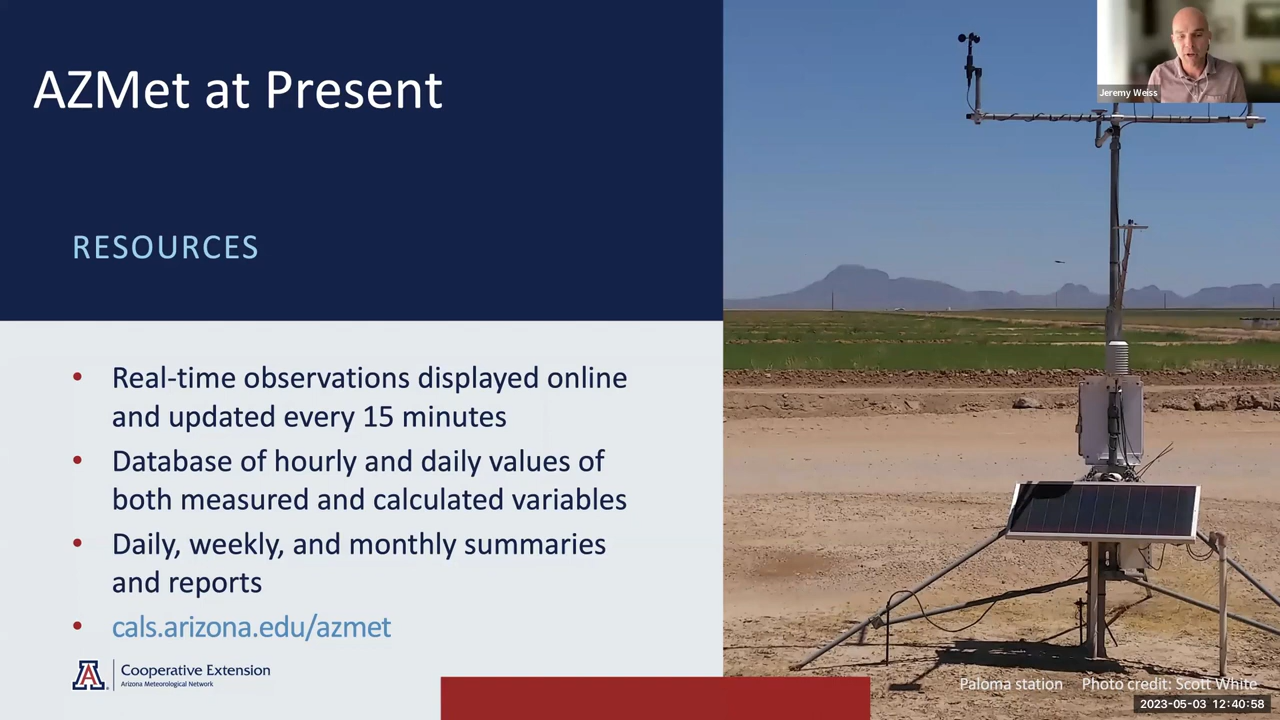 AZMet at Present
RESOURCES
• Real-time observations displayed online
and updated every 15 minutes
• Database of hourly and daily values of
both measured and calculated variables
• Daily, weekly, and monthly summaries
and reports
• cals.arizona.edu/azmet
A
Cooperative Extension
Arizona Meteorological Network
Jeremy Weiss
Paloma station Photo credit: Scott White
2023-05-03 12:40:58